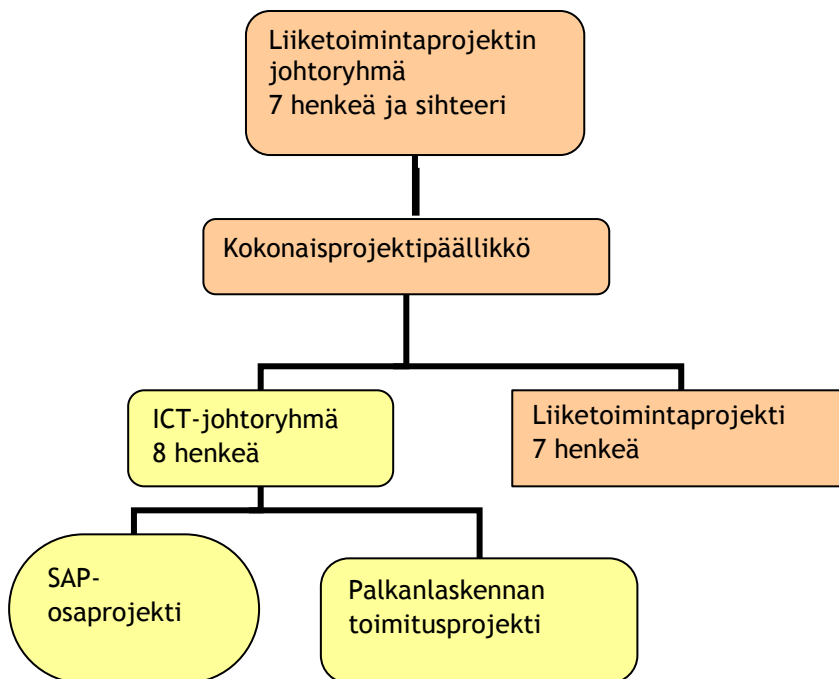 Liiketoimintaprojektin
johtoryhmä
7 henkeä ja sihteeri
Kokonaisprojektipäällikkö
ICT-johtoryhmä
8 henkeä
Liiketoimintaprojekti
7 henkeä
SAP-
osaprojekti
Palkanlaskennan
toimitusprojekti